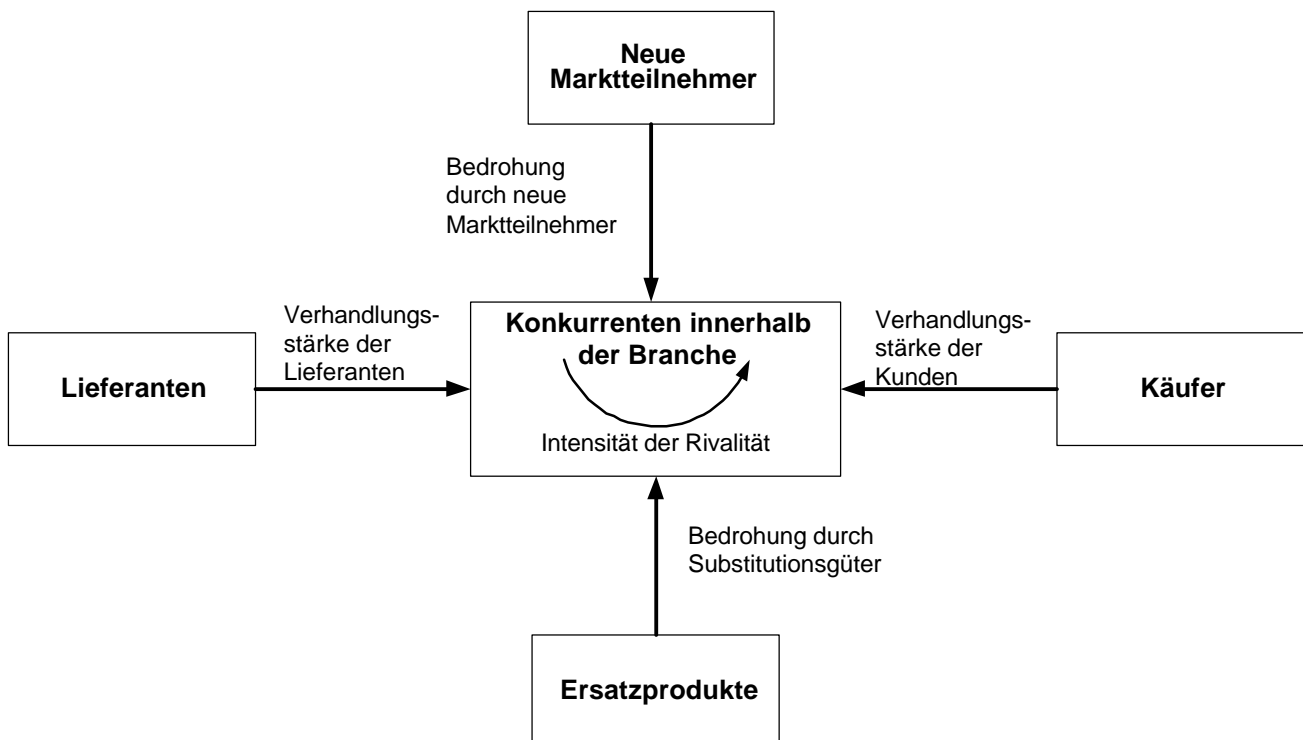 Neue
Marktteilnehmer
Bedrohung
durch neue
Marktteilnehmer
Lieferanten
Verhandlungs-
stärke der
Lieferanten
Konkurrenten innerhalb
der Branche
Intensität der Rivalität
Verhandlungs-
stärke der
Kunden
Käufer
Bedrohung durch
Substitutionsgüter
Ersatzprodukte